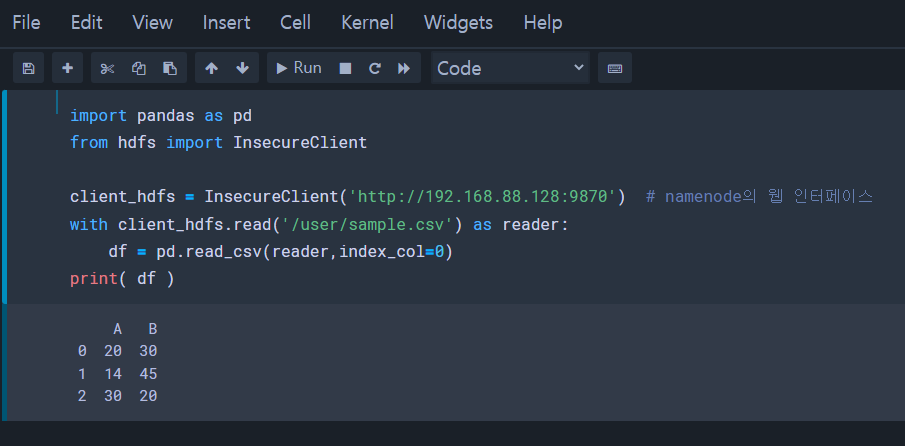 File Edit View Insert Cell Kernel Widgets Help
Run Code
import pandas as pd
from hdfs import InsecureClient
client_hdfs = InsecureClient('http://192.168.88.128:9870')  # namenode의 웹 인터페이스
with client_hdfs.read('/user/sample.csv') as reader:
    df = pd.read_csv(reader,index_col=0)
print( df )
    A   B
0  20  30
1  14  45
2  30  20